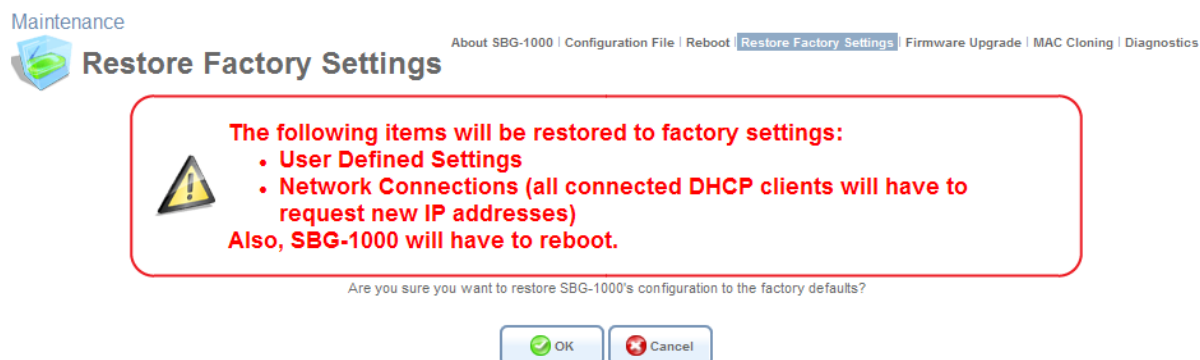 Maintenance
About SBG-1000 | Configuration File | Reboot | Restore Factory Settings | Firmware Upgrade | MAC Cloning | Diagnostics
Restore Factory Settings
The following items will be restored to factory settings:
• User Defined Settings
• Network Connections (all connected DHCP clients will have to
request new IP addresses)
Also, SBG-1000 will have to reboot.
Are you sure you want to restore SBG-1000's configuration to the factory defaults?
OK Cancel